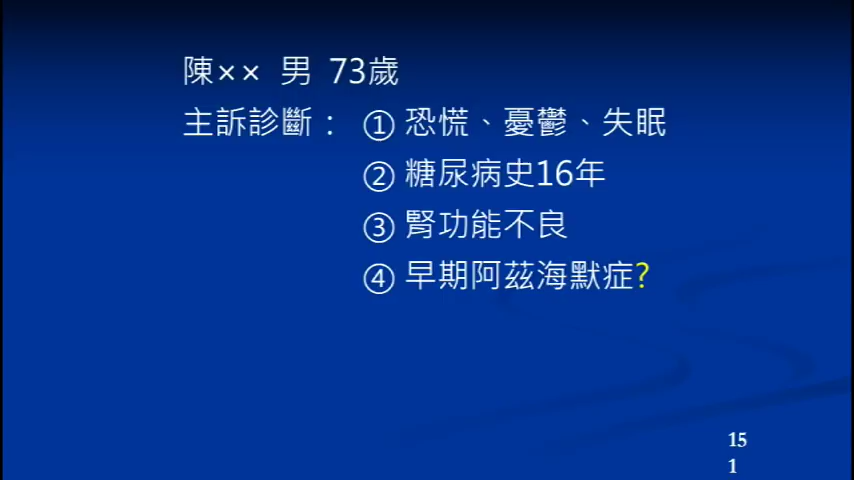 陳×× 男 73歲
主訴診斷： ① 恐慌、憂鬱、失眠
② 糖尿病史16年
③ 腎功能不良
④ 早期阿茲海默症?
15
1